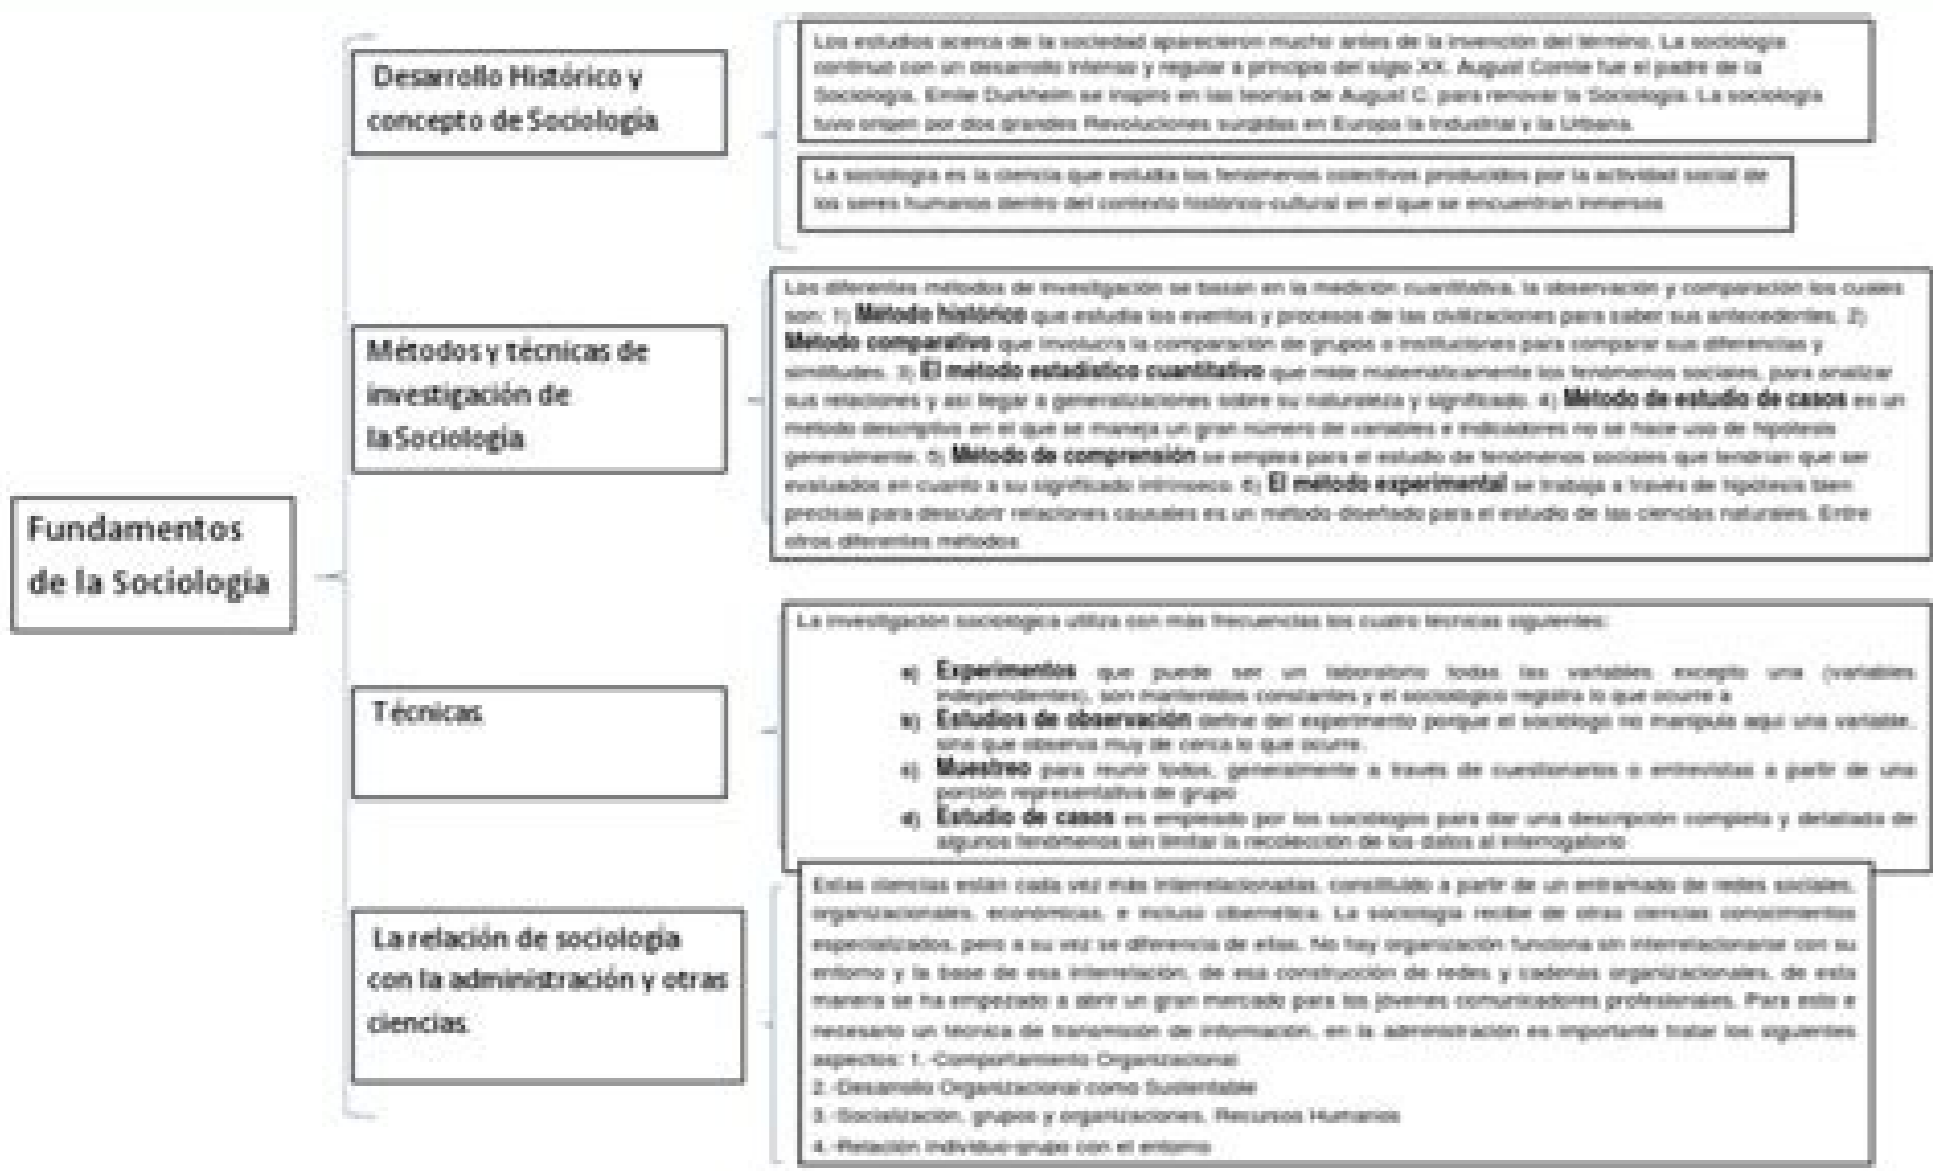 Desarrollo Histórico y
concepto de Sociología
Los estudios acerca de la sociedad aparecieron mucho antes de la invención del término. La sociología
continuó con un desarrollo intenso y regular a principio del siglo XX. August Comte fue el padre de la
Sociología, Emile Durkheim se inspiró en las teorías de August C. para renovar la Sociología. La sociología
tuvo origen por dos grandes Revoluciones surgidas en Europa la Industrial y la Urbana.
La sociología es la ciencia que estudia los fenómenos colectivos producidos por la actividad social de
los seres humanos dentro del contexto histórico-cultural en el que se encuentran inmersos
Métodos y técnicas de
investigación de
la Sociología
Los diferentes métodos de investigación se basan en la medición cuantitativa, la observación y comparación los cuales
son: 1) Método histórico que estudia los eventos y procesos de las civilizaciones para saber sus antecedentes. 2)
Método comparativo que involucra la comparación de grupos o instituciones para comparar sus diferencias y
similitudes. 3) El método estadístico cuantitativo que mide matemáticamente los fenómenos sociales, para analizar
sus relaciones y así llegar a generalizaciones sobre su naturaleza y significado. 4) Método de estudio de casos es un
método descriptivo en el que se maneja un gran número de variables e indicadores no se hace uso de hipótesis
generalmente. 5) Método de comprensión se emplea para el estudio de fenómenos sociales que tendrían que ser
evaluados en cuanto a su significado intrínseco. 6) El método experimental se trabaja a través de hipótesis bien
precisas para descubrir relaciones causales es un método diseñado para el estudio de las ciencias naturales. Entre
otros diferentes métodos
Fundamentos
de la Sociología
Técnicas
La investigación sociológica utiliza con más frecuencias los cuatro técnicas siguientes:
a) Experimentos que puede ser un laboratorio todas las variables excepto una (variables
independientes), son mantenidos constantes y el sociológico registra lo que ocurre a
b) Estudios de observación define del experimento porque el sociólogo no manipula aquí una variable,
sino que observa muy de cerca lo que ocurre.
c) Muestreo para reunir todos, generalmente a través de cuestionarios o entrevistas a partir de una
porción representativa de grupo
d) Estudio de casos es empleado por los sociólogos para dar una descripción completa y detallada de
algunos fenómenos sin limitar la recolección de los datos al interrogatorio
La relación de sociología
con la administración y otras
ciencias
Estas ciencias están cada vez más interrelacionadas, constituido a partir de un entramado de redes sociales,
organizacionales, económicas, e incluso cibernética. La sociología recibe de otras ciencias conocimientos
especializados, pero a su vez se diferencia de ellas. No hay organización funciona sin interrelacionarse con su
entorno y la base de esa interrelación, de esa construcción de redes y cadenas organizacionales, de esta
manera se ha empezado a abrir un gran mercado para los jóvenes comunicadores profesionales. Para esto e
necesario un técnica de transmisión de información, en la administración es importante tratar los siguientes
aspectos: 1.-Comportamiento Organizacional
2.-Desarrollo Organizacional como Sustentable
3.-Socialización, grupos y organizaciones, Recursos Humanos
4.-Relación individuo-grupo con el entorno